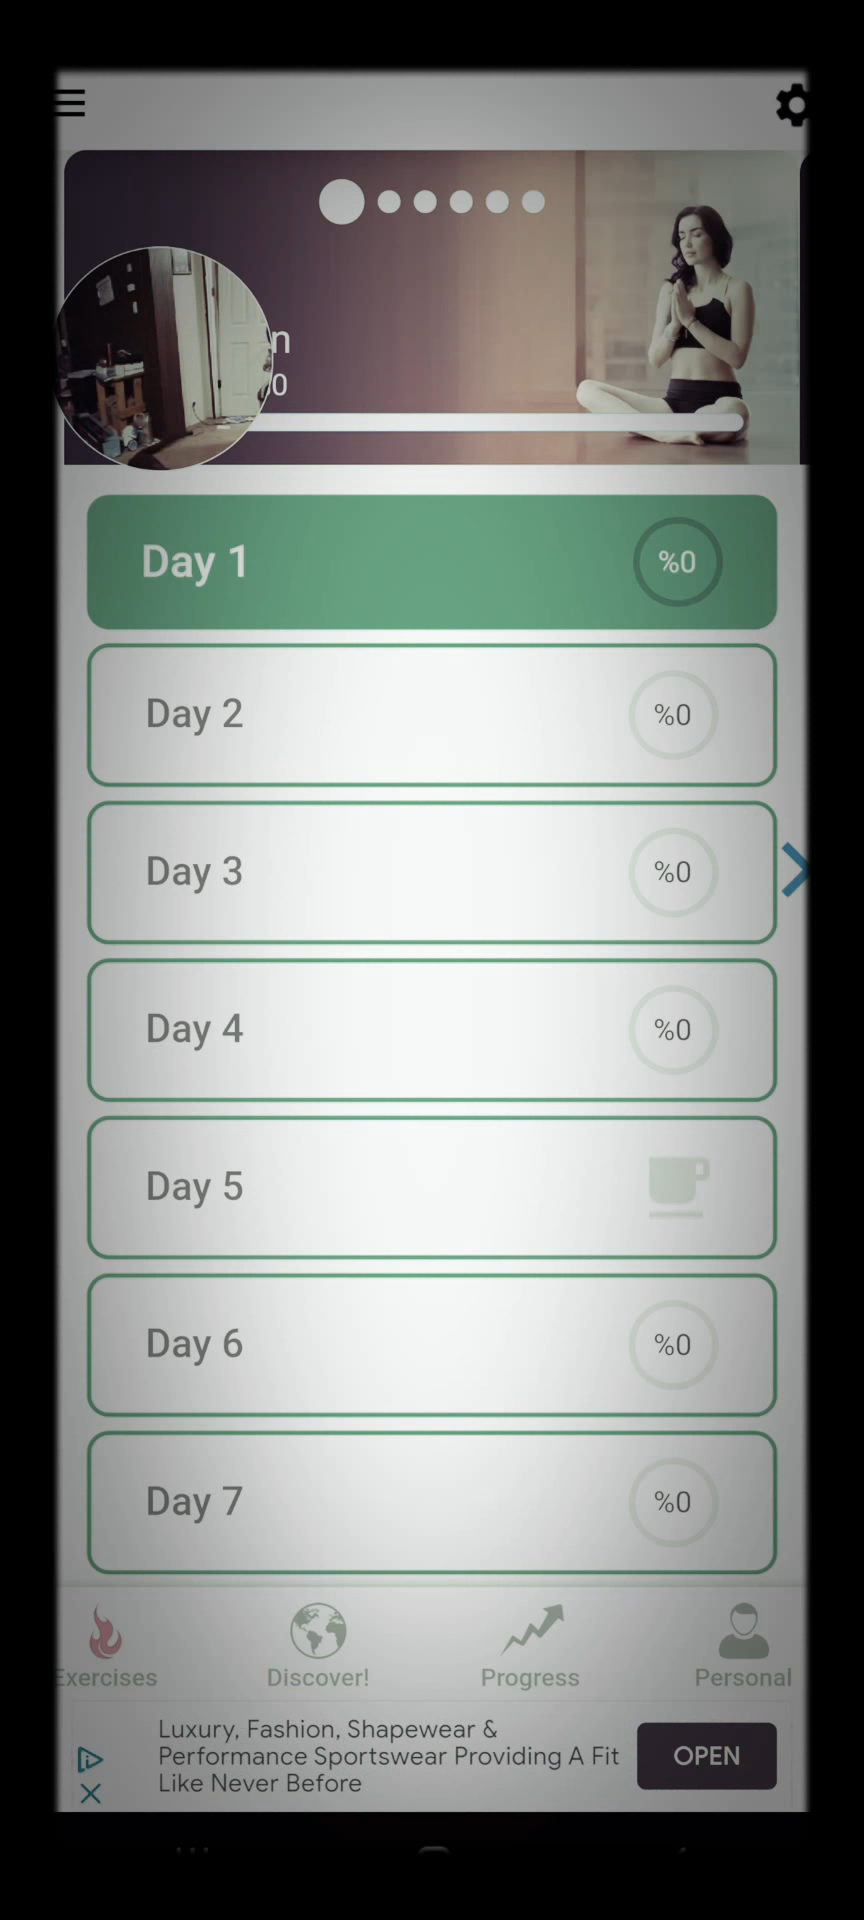 n
0
Day 1
%0
Day 2
%0
Day 3
%0
Day 4
%0
Day 5
Day 6
%0
Day 7
%0
Exercises
Discover!
Progress
Personal
Luxury, Fashion, Shapewear &
Performance Sportswear Providing A Fit
Like Never Before
OPEN